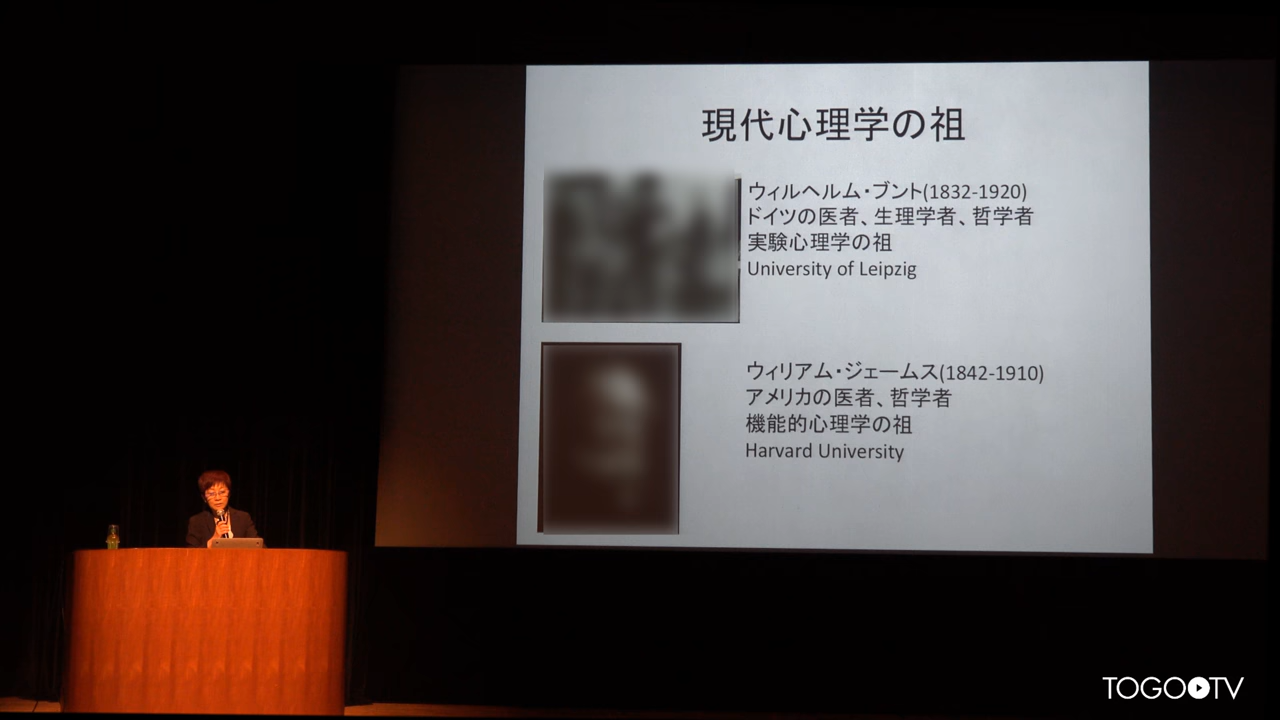 現代心理学の祖
ウィルヘルム・ブント(1832-1920)
ドイツの医者、生理学者、哲学者
実験心理学の祖
University of Leipzig
ウィリアム・ジェームス(1842-1910)
アメリカの医者、哲学者
機能的心理学の祖
Harvard University
TOGOTV